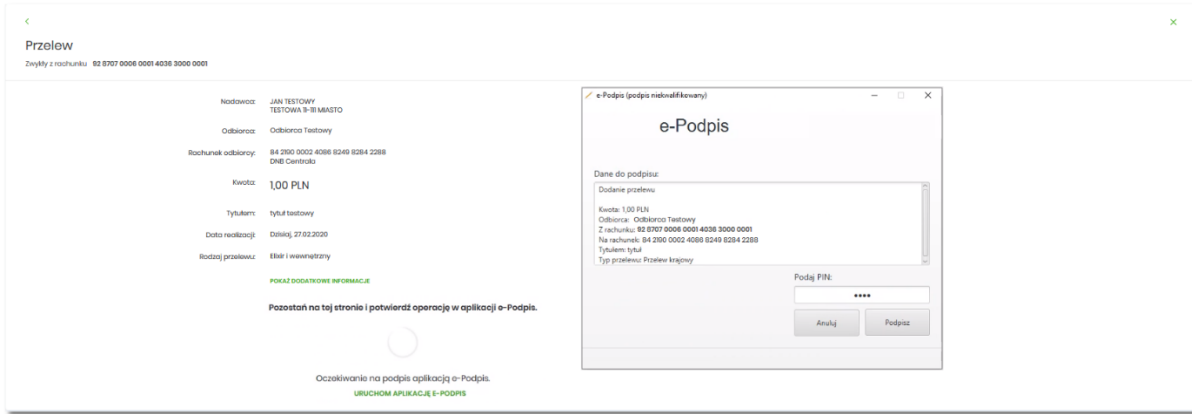 Przelew
Zwykły z rachunku 92 8707 0006 0001 4036 3000 0001
Nadawca: JAN TESTOWY
TESTOWA 11-111 MIASTO
Odbiorca: Odbiorca Testowy
Rachunek odbiorcy: 84 2190 0002 4086 8249 8284 2288
DNB Centrala
Kwota: 1,00 PLN
Tytułem: tytuł testowy
Data realizacji: Dzisiaj, 27.02.2020
Rodzaj przelewu: Elixir i wewnętrzny
POKAŻ DODATKOWE INFORMACJE
Pozostań na tej stronie i potwierdź operację w aplikacji e-Podpis.
Oczekiwanie na podpis aplikacją e-Podpis.
URUCHOM APLIKACJĘ E-PODPIS
e-Podpis (podpis niekwalifikowany)
e-Podpis
Dane do podpisu:
Dodanie przelewu
Kwota: 1,00 PLN
Odbiorca: Odbiorca Testowy
Z rachunku: 92 8707 0006 0001 4036 3000 0001
Na rachunek: 84 2190 0002 4086 8249 8284 2288
Tytułem: tytuł
Typ przelewu: Przelew krajowy
Podaj PIN:
••••
Anuluj Podpisz